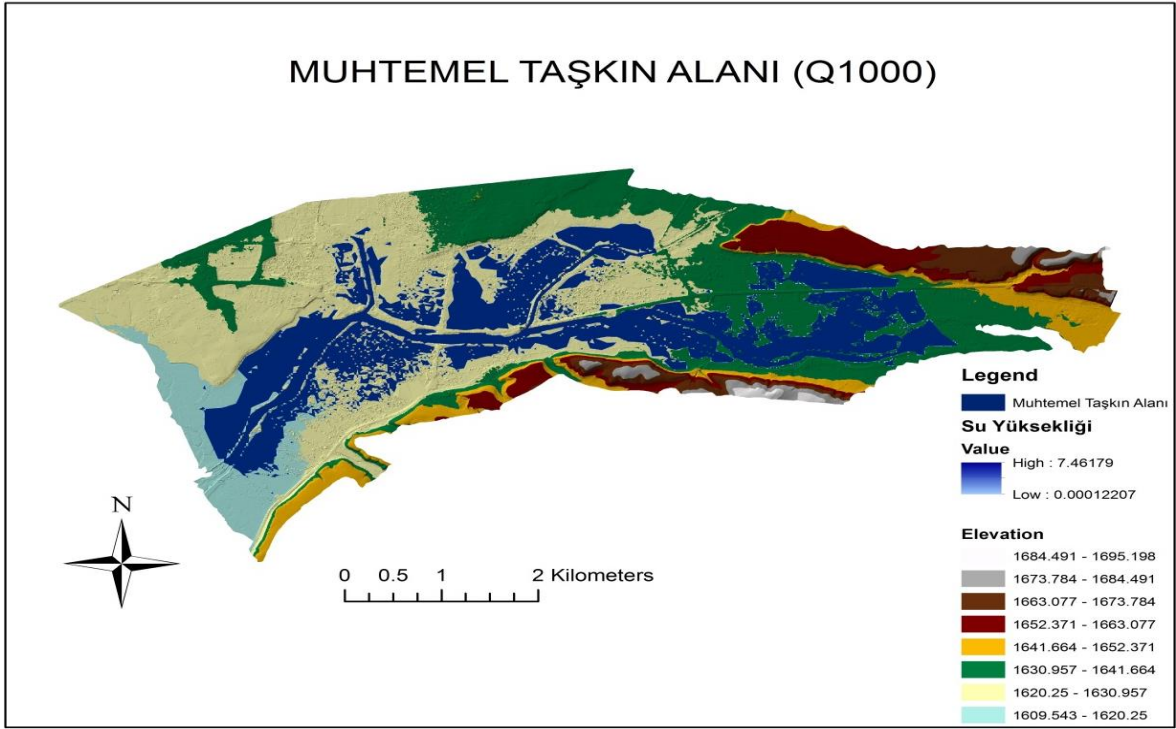 MUHTEMEL TAŞKIN ALANI (Q1000)
N
0 0.5 1 2 Kilometers
Legend
Muhtemel Taşkın Alanı
Su Yüksekliği
Value
High : 7.46179
Low : 0.00012207
Elevation
1684.491 - 1695.198
1673.784 - 1684.491
1663.077 - 1673.784
1652.371 - 1663.077
1641.664 - 1652.371
1630.957 - 1641.664
1620.25 - 1630.957
1609.543 - 1620.25